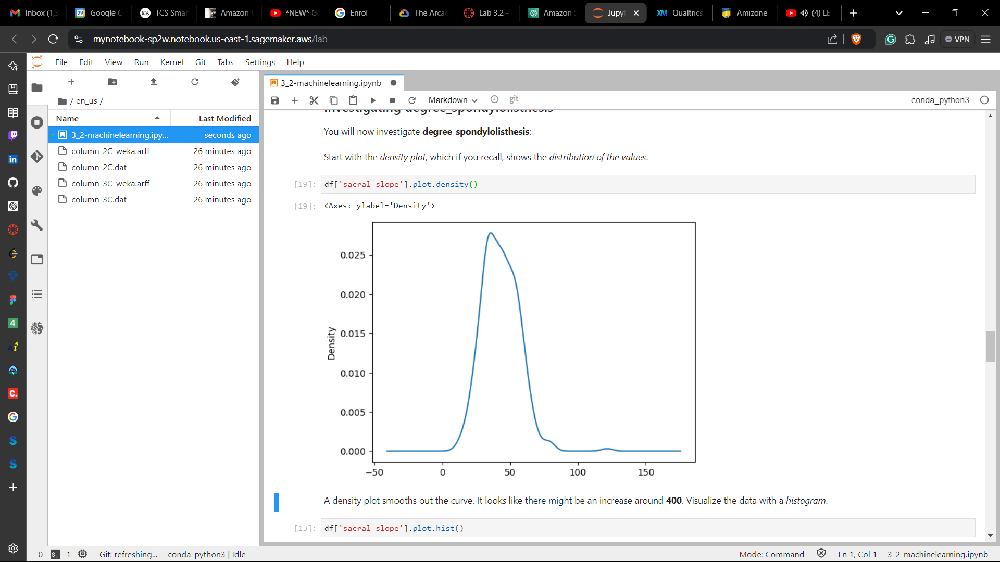 Inbox (1,3
Google C
TCS Smar
Amazon
*NEW* G
Enrol
The Arca
Lab 3.2 -
Amazon
Jupyt
Qualtrics
Amizone
(4) LE
mynotebook-sp2w.notebook.us-east-1.sagemaker.aws/lab
VPN
File Edit View Run Kernel Git Tabs Settings Help
/ en_us /
Name Last Modified
3_2-machinelearning.ipy... seconds ago
column_2C_weka.arff 26 minutes ago
column_2C.dat 26 minutes ago
column_3C_weka.arff 26 minutes ago
column_3C.dat 26 minutes ago
3_2-machinelearning.ipynb
Markdown
git
conda_python3
Investigating degree_spondylolisthesis
You will now investigate degree_spondylolisthesis:
Start with the density plot, which if you recall, shows the distribution of the values.
[19]: df['sacral_slope'].plot.density()
[19]: <Axes: ylabel='Density'>
0.025
0.020
0.015
0.010
0.005
0.000
Density
−50 0 50 100 150
A density plot smooths out the curve. It looks like there might be an increase around 400. Visualize the data with a histogram.
[13]: df['sacral_slope'].plot.hist()
0 1 Git: refreshing... conda_python3 | Idle
Mode: Command Ln 1, Col 1 3_2-machinelearning.ipynb